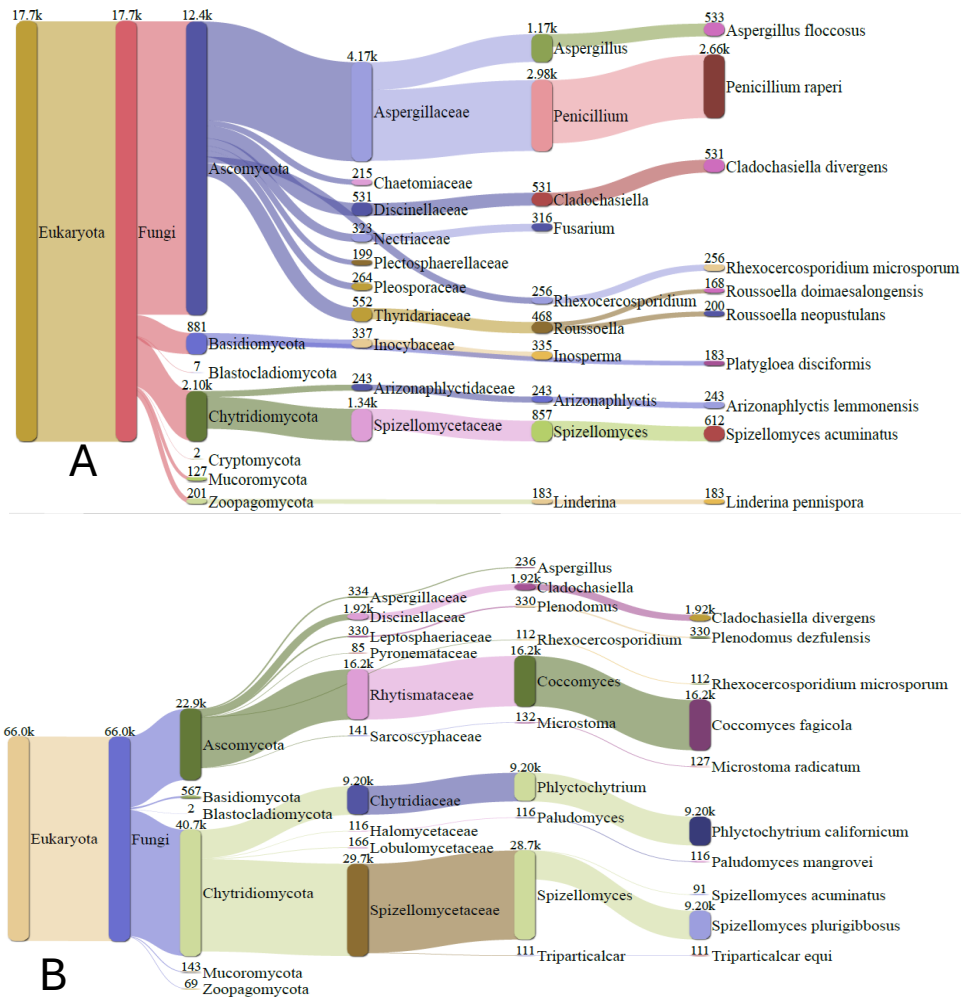 17.7k Eukaryota
17.7k Fungi
12.4k Ascomycota
881 Basidiomycota
7 Blastocladiomycota
2.10k Chytridiomycota
2 Cryptomycota
127 Mucoromycota
201 Zoopagomycota
4.17k Aspergillaceae
215 Chaetomiaceae
531 Discinellaceae
323 Nectriaceae
199 Plectosphaerellaceae
264 Pleosporaceae
552 Thyridariaceae
337 Inocybaceae
243 Arizonaphlyctidaceae
1.34k Spizellomycetaceae
1.17k Aspergillus
2.98k Penicillium
531 Cladochasiella
316 Fusarium
256 Rhexocercosporidium
468 Roussoella
335 Inosperma
243 Arizonaphlyctis
857 Spizellomyces
183 Linderina
533 Aspergillus floccosus
2.66k Penicillium raperi
531 Cladochasiella divergens
256 Rhexocercosporidium microsporum
168 Roussoella doimaesalongensis
200 Roussoella neopustulans
183 Platygloea disciformis
243 Arizonaphlyctis lemmonensis
612 Spizellomyces acuminatus
183 Linderina pennispora
A
66.0k Eukaryota
66.0k Fungi
22.9k Ascomycota
567 Basidiomycota
2 Blastocladiomycota
40.7k Chytridiomycota
143 Mucoromycota
69 Zoopagomycota
334 Aspergillaceae
1.92k Discinellaceae
330 Leptosphaeriaceae
85 Pyronemataceae
16.2k Rhytismataceae
141 Sarcoscyphaceae
9.20k Chytridiaceae
116 Halomycetaceae
166 Lobulomycetaceae
29.7k Spizellomycetaceae
236 Aspergillus
1.92k Cladochasiella
330 Plenodomus
112 Rhexocercosporidium
16.2k Coccomyces
132 Microstoma
9.20k Phlyctochytrium
116 Paludomyces
28.7k Spizellomyces
111 Triparticalcar
1.92k Cladochasiella divergens
330 Plenodomus dezfulensis
112 Rhexocercosporidium microsporum
16.2k Coccomyces fagicola
127 Microstoma radicatum
9.20k Phlyctochytrium californicum
116 Paludomyces mangrovei
91 Spizellomyces acuminatus
9.20k Spizellomyces plurigibbosus
111 Triparticalcar equi
B